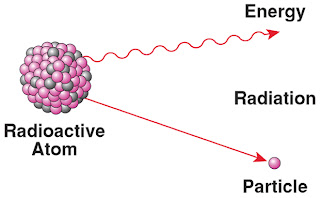 Energy
Radiation
Radioactive
Atom
Particle